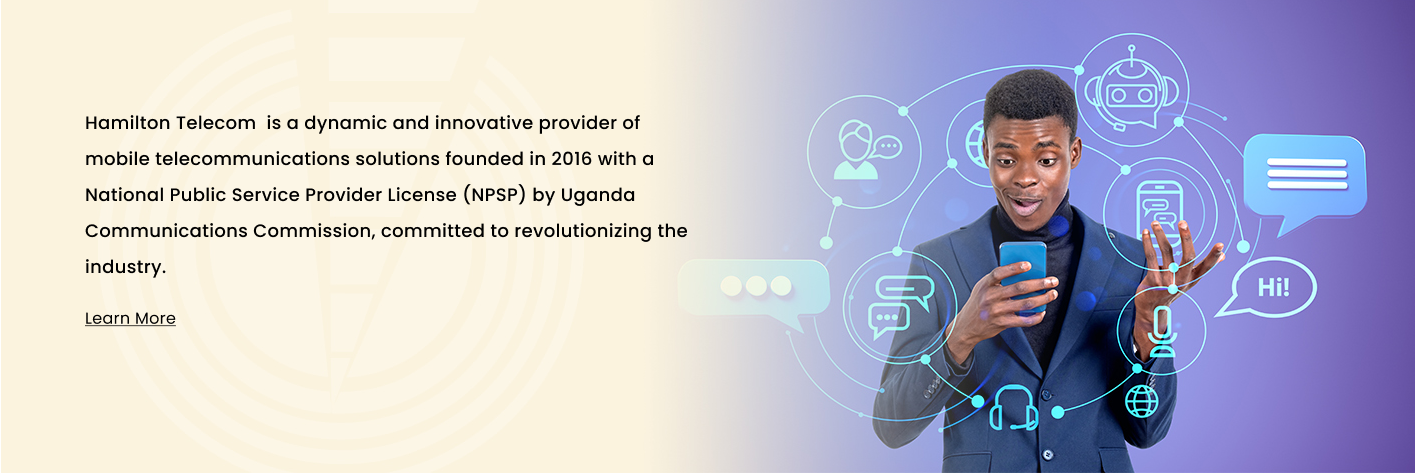 Hamilton Telecom  is a dynamic and innovative provider of
mobile telecommunications solutions founded in 2016 with a
National Public Service Provider License (NPSP) by Uganda
Communications Commission, committed to revolutionizing the
industry.
Learn More
Hi!